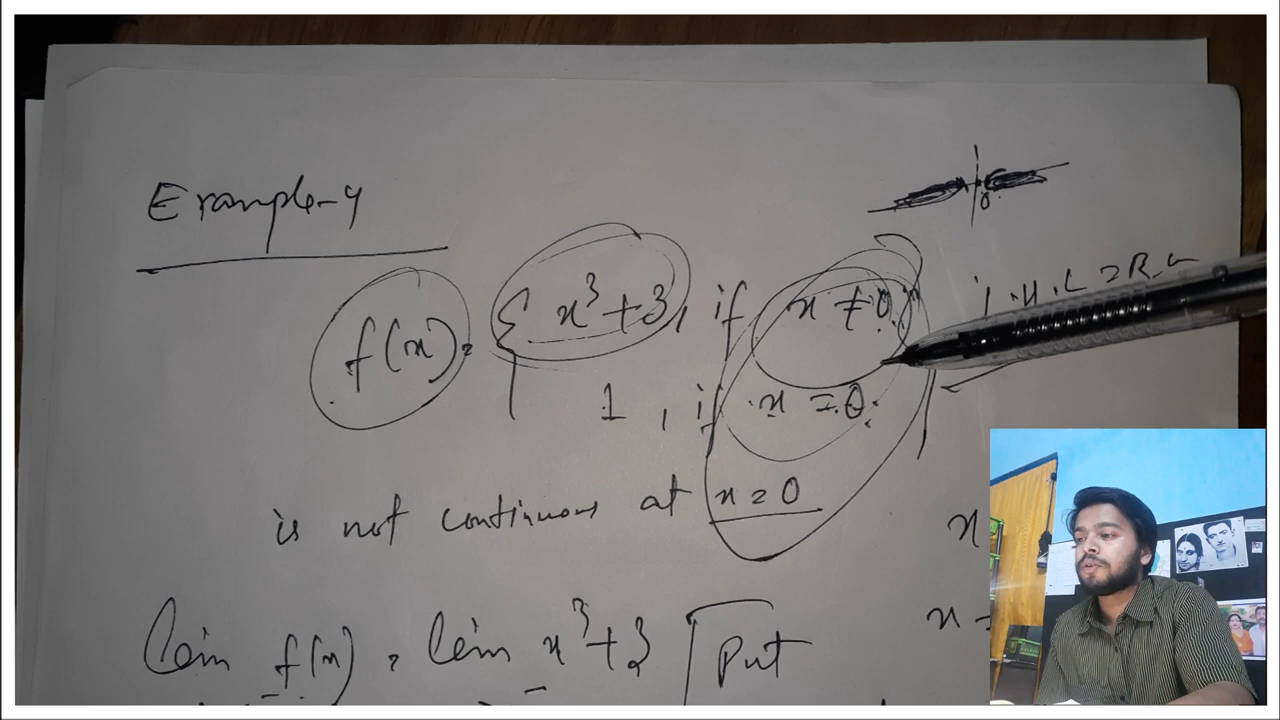 Example-4
f(x) = { x³+3, if x ≠ 0
L.H.L = R.H
1, if x = 0
is not continuous at x = 0
x
lim f(x) = lim x³+3 Put
x =